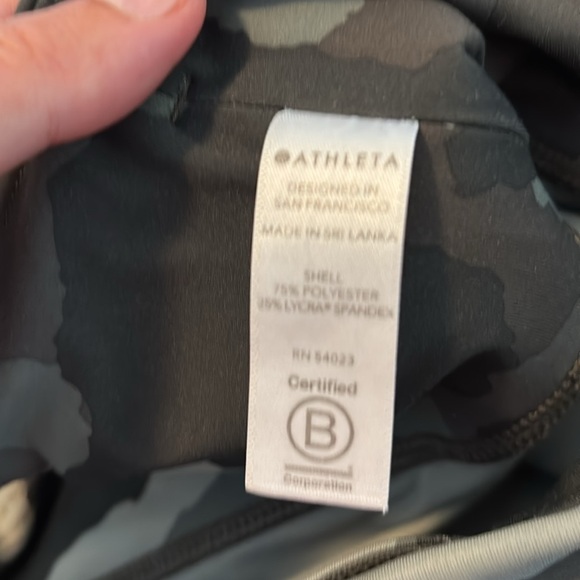 ATHLETA
DESIGNED IN
SAN FRANCISCO
MADE IN SRI LANKA
SHELL
75% POLYESTER
25% LYCRA® SPANDEX
RN 54023
Certified
B
Corporation